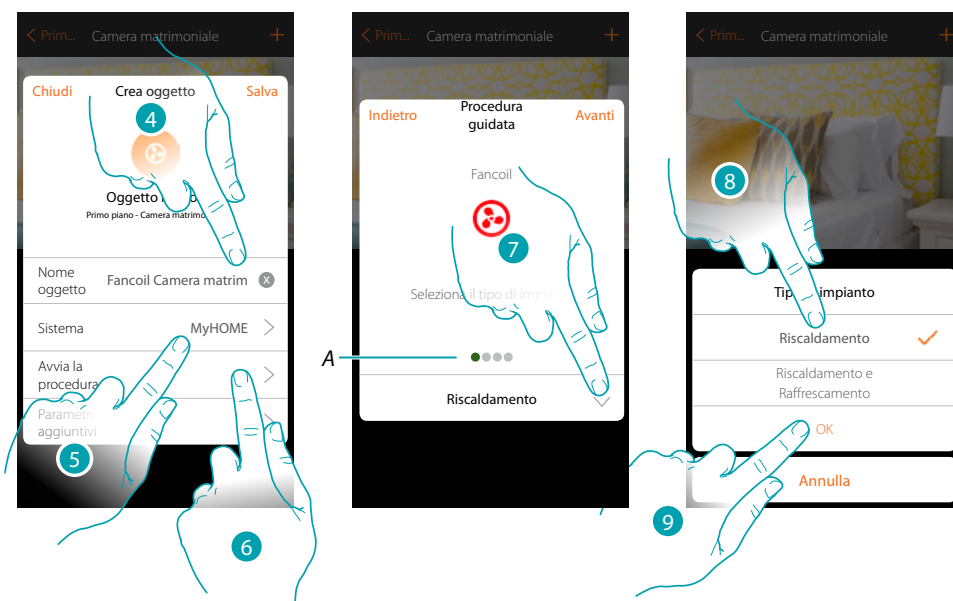 < Prim... Camera matrimoniale +
Chiudi Crea oggetto Salva
4
Oggetto
Primo piano - Camera matrimo
Nome oggetto Fancoil Camera matrim X
Sistema MyHOME >
Avvia la procedura >
Parametri aggiuntivi >
5
6
< Prim... Camera matrimoniale +
Indietro Procedura guidata Avanti
Fancoil
7
Seleziona il tipo di impian
A
Riscaldamento
< Prim... Camera matrimoniale +
8
Tip impianto
Riscaldamento
Riscaldamento e
Raffrescamento
OK
Annulla
9